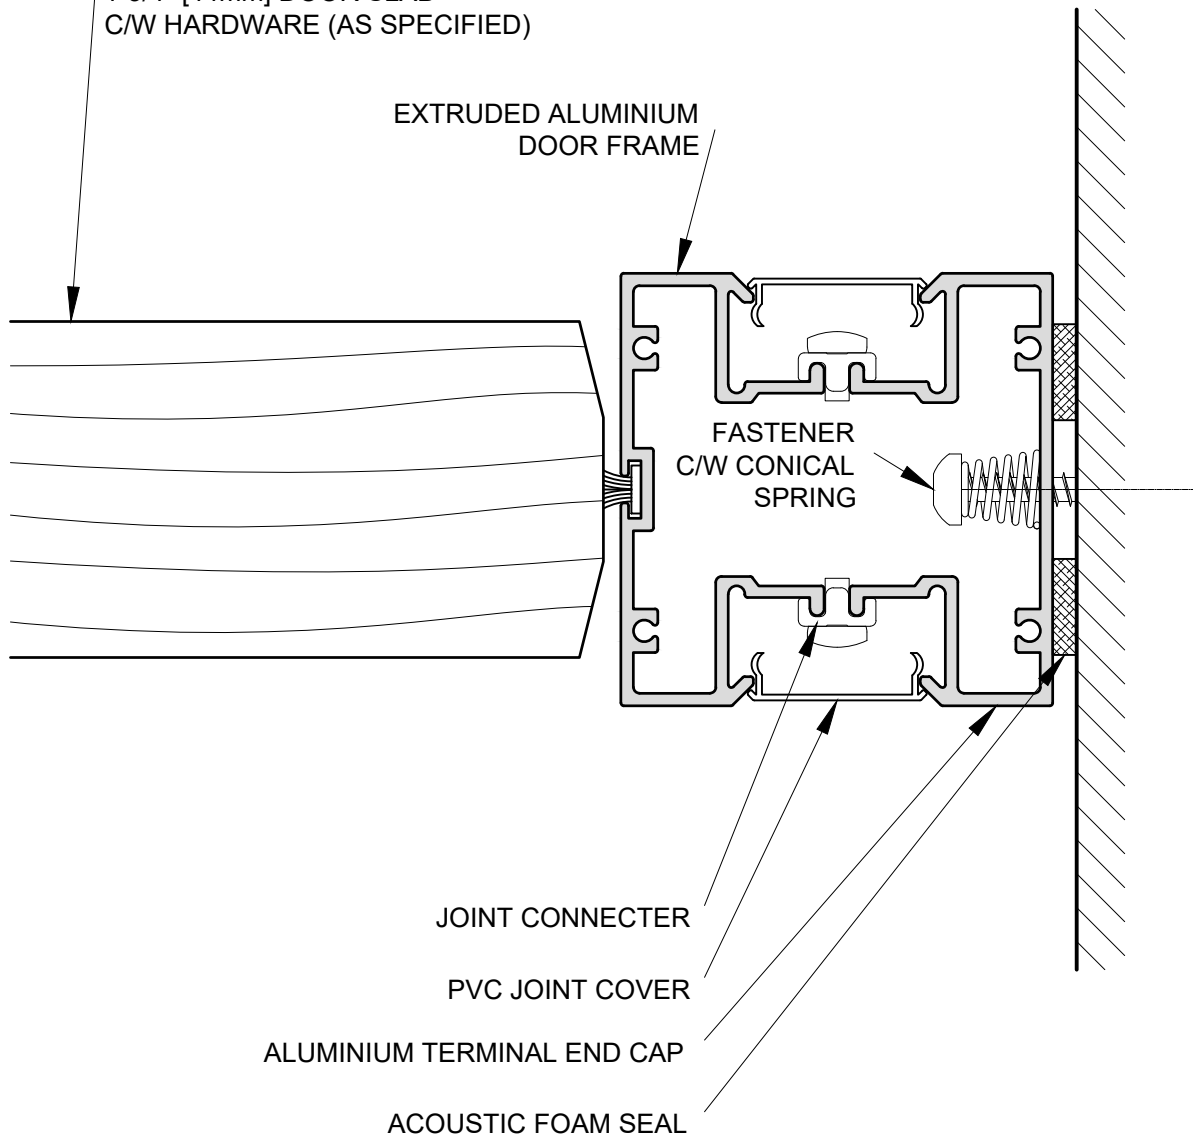 C/W HARDWARE (AS SPECIFIED)
EXTRUDED ALUMINIUM
DOOR FRAME
FASTENER
C/W CONICAL
SPRING
JOINT CONNECTER
PVC JOINT COVER
ALUMINIUM TERMINAL END CAP
ACOUSTIC FOAM SEAL